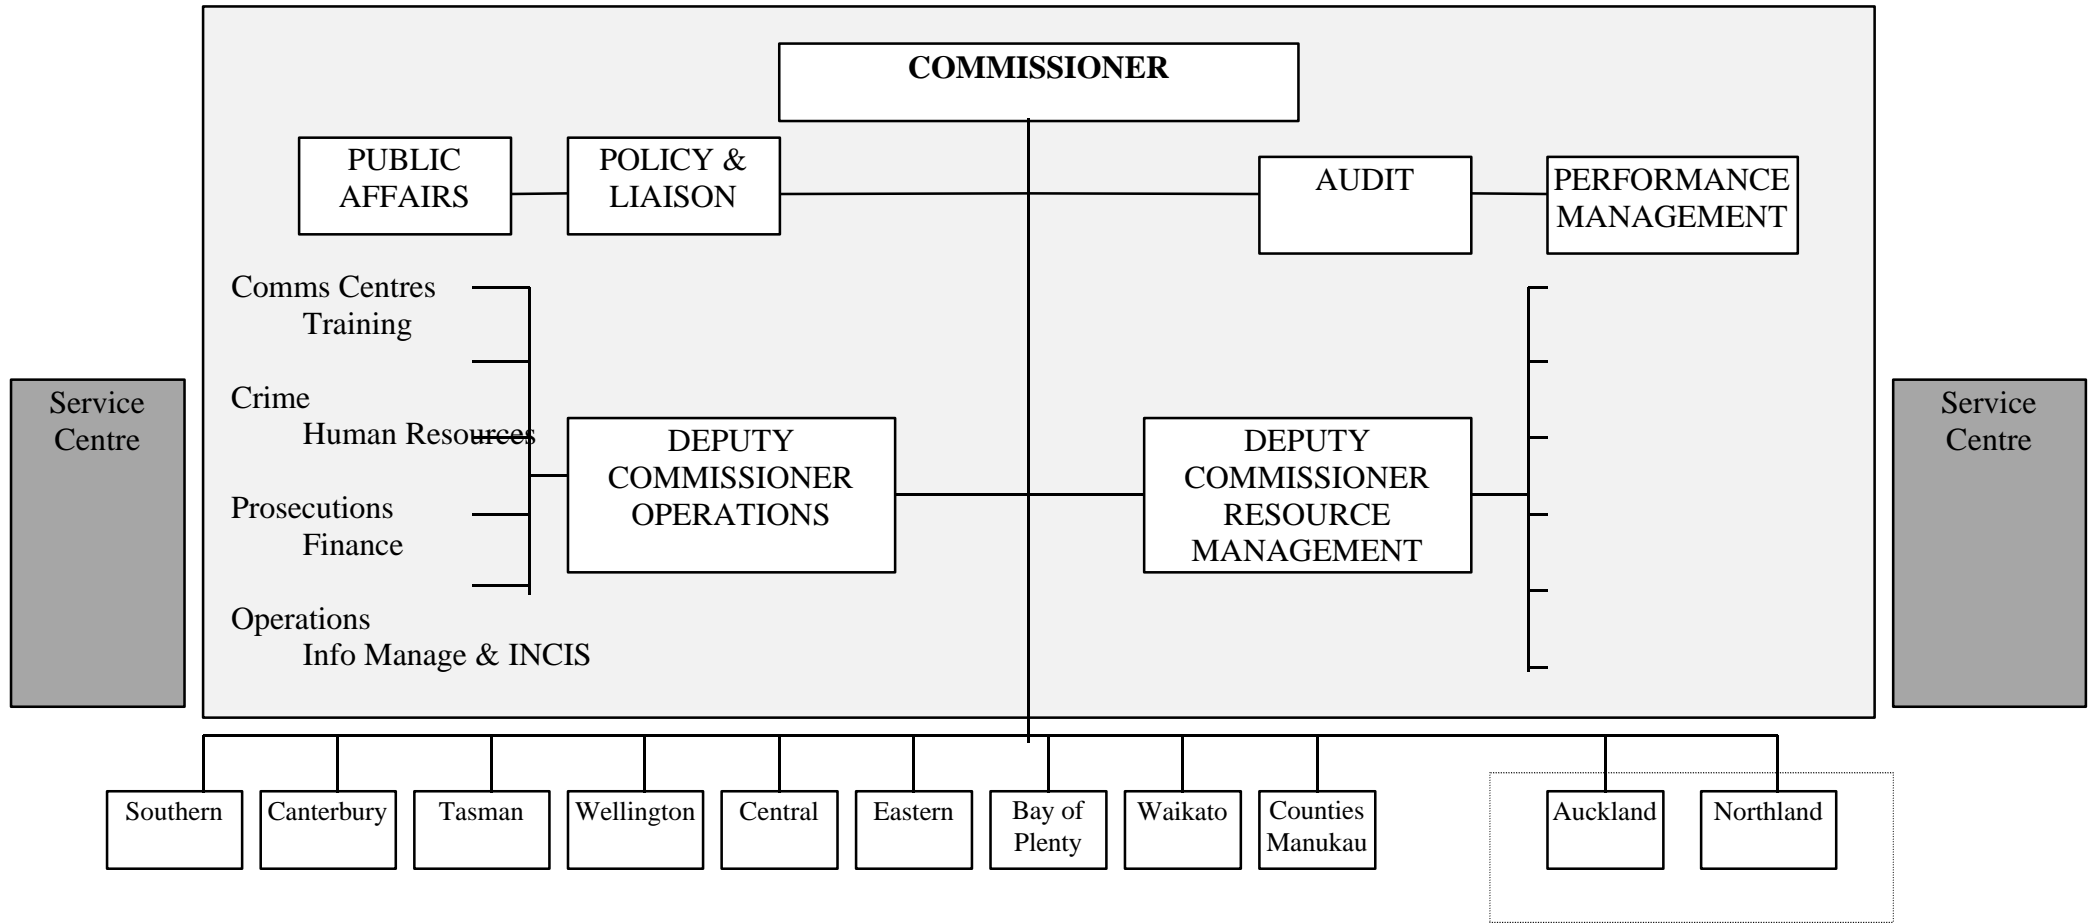 COMMISSIONER
PUBLIC
AFFAIRS
POLICY &
LIAISON
AUDIT
PERFORMANCE
MANAGEMENT
Comms Centres
Training
Crime
Human Resources
Prosecutions
Finance
Operations
Info Manage & INCIS
DEPUTY
COMMISSIONER
OPERATIONS
DEPUTY
COMMISSIONER
RESOURCE
MANAGEMENT
Service
Centre
Service
Centre
Southern
Canterbury
Tasman
Wellington
Central
Eastern
Bay of
Plenty
Waikato
Counties
Manukau
Auckland
Northland